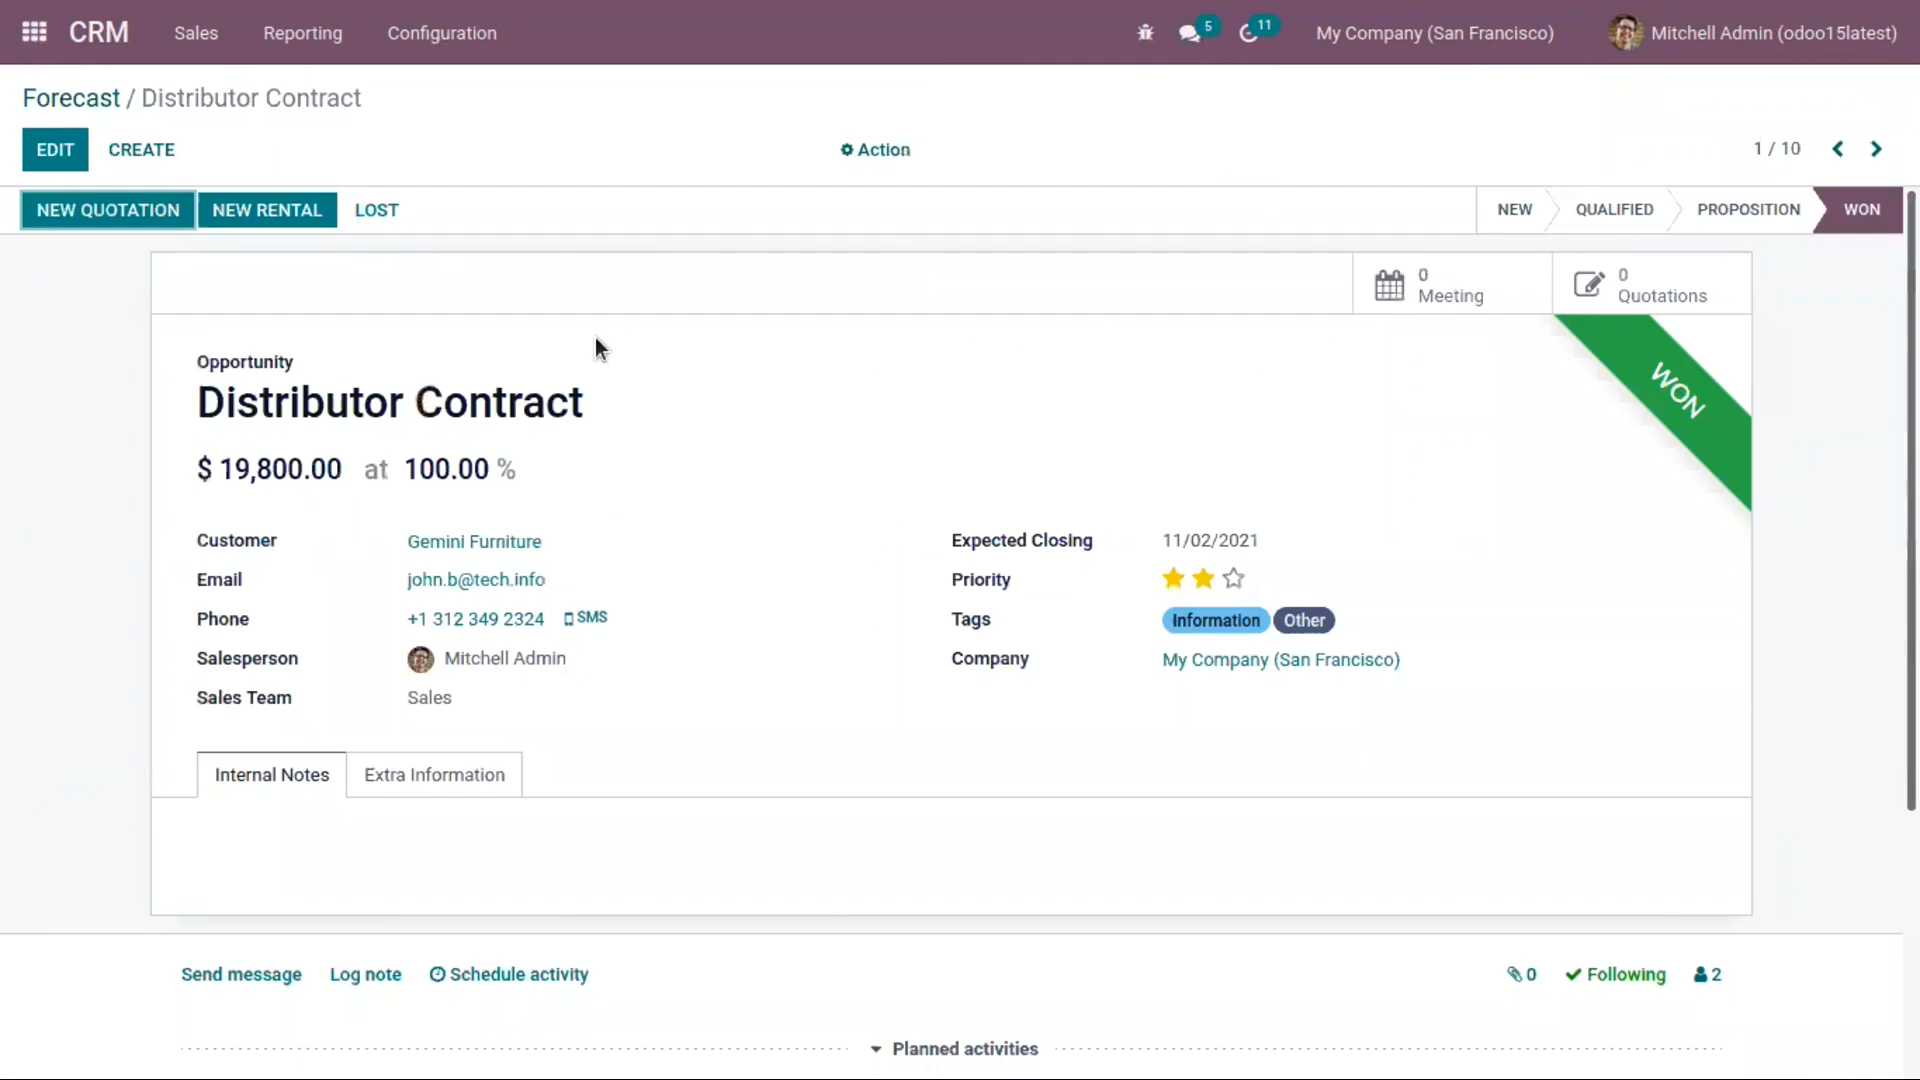 CRM Sales Reporting Configuration 5 11 My Company (San Francisco) Mitchell Admin (odoo15latest)
Forecast / Distributor Contract
EDIT CREATE Action 1 / 10
NEW QUOTATION NEW RENTAL LOST NEW QUALIFIED PROPOSITION WON
0 Meeting
0 Quotations
WON
Opportunity
Distributor Contract
$ 19,800.00 at 100.00 %
Customer Gemini Furniture Expected Closing 11/02/2021
Email john.b@tech.info Priority
Phone +1 312 349 2324 SMS Tags Information Other
Salesperson Mitchell Admin Company My Company (San Francisco)
Sales Team Sales
Internal Notes Extra Information
Send message Log note Schedule activity 0 Following 2
Planned activities